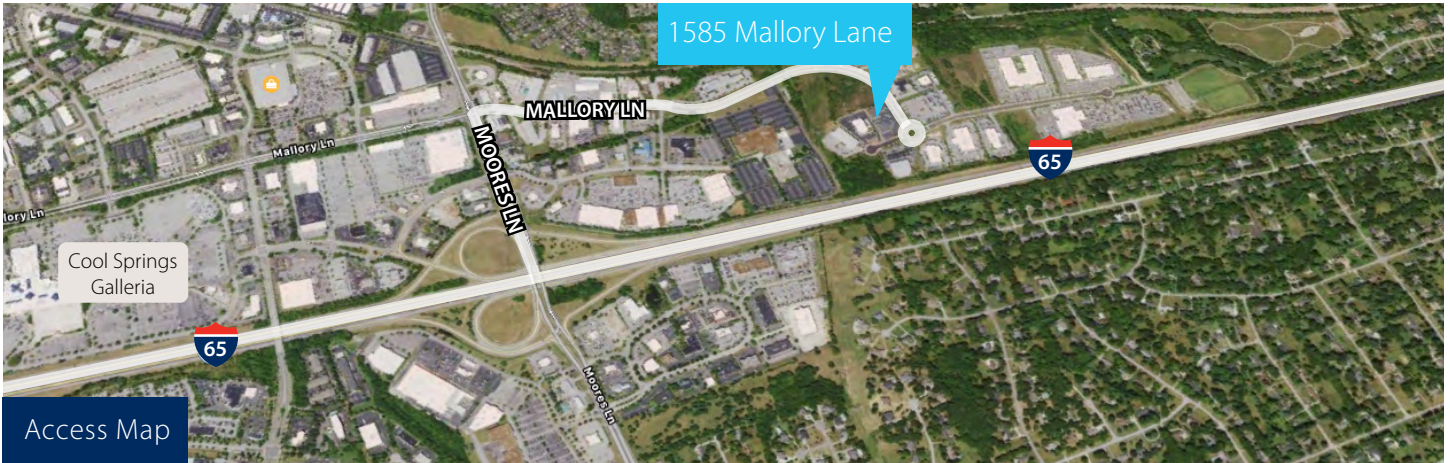 1585 Mallory Lane
MALLORY LN
MOORES LN
Mallory Ln
lory Ln
65
Cool Springs
Galleria
65
Moores Ln
Access Map